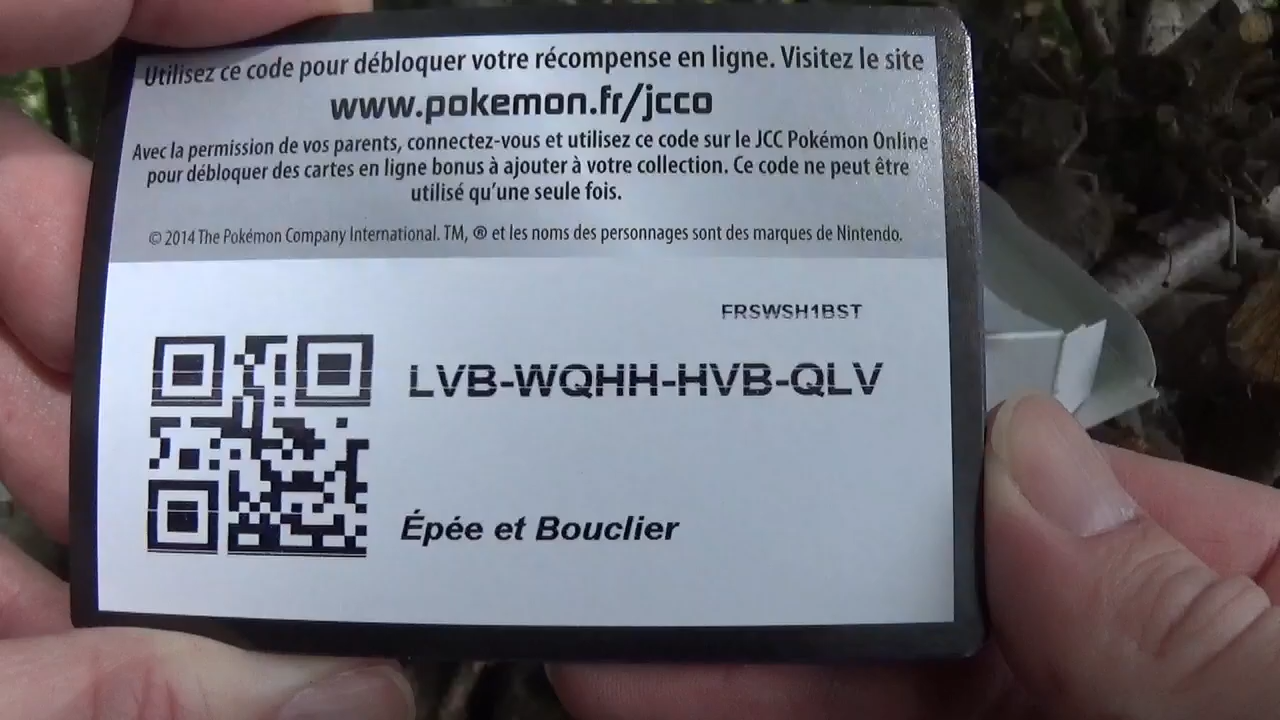 Utilisez ce code pour débloquer votre récompense en ligne. Visitez le site
www.pokemon.fr/jcco
Avec la permission de vos parents, connectez-vous et utilisez ce code sur le JCC Pokémon Online
pour débloquer des cartes en ligne bonus à ajouter à votre collection. Ce code ne peut être
utilisé qu'une seule fois.
© 2014 The Pokémon Company International. TM, ® et les noms des personnages sont des marques de Nintendo.
FRSWSH1BST
LVB-WQHH-HVB-QLV
Épée et Bouclier